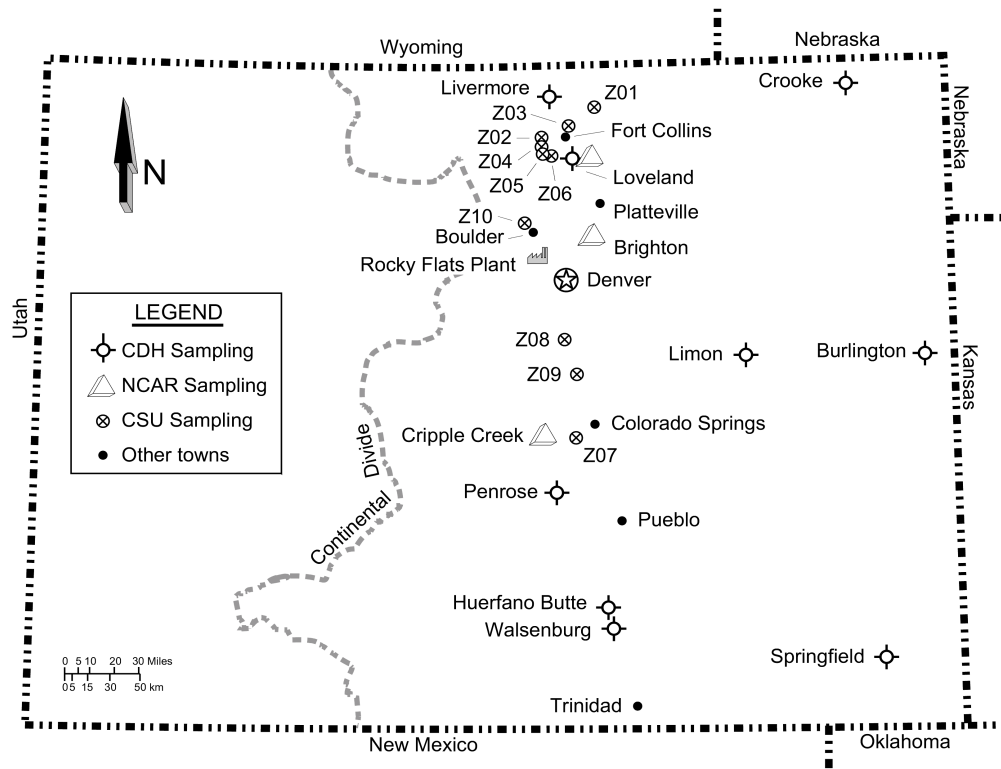 Wyoming
Nebraska
Livermore
Crooke
Z01
Z03
Nebraska
Z02
Fort Collins
N
Z04
Z05
Z06
Loveland
Z10
Platteville
Boulder
Brighton
Rocky Flats Plant
Denver
Utah
LEGEND
CDH Sampling
NCAR Sampling
CSU Sampling
Other towns
Z08
Limon
Burlington
Kansas
Z09
Divide
Continental
Cripple Creek
Colorado Springs
Z07
Penrose
Pueblo
Huerfano Butte
Walsenburg
Springfield
0 5 10 20 30 Miles
0 5 15 30 50 km
Trinidad
New Mexico
Oklahoma